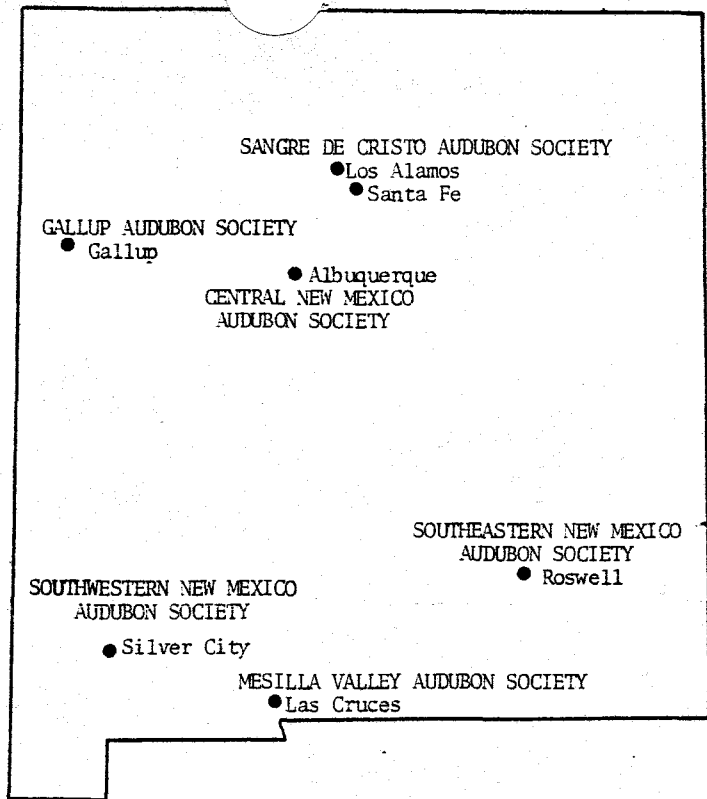 SANGRE DE CRISTO AUDUBON SOCIETY
Los Alamos
Santa Fe
GALLUP AUDUBON SOCIETY
Gallup
Albuquerque
CENTRAL NEW MEXICO
AUDUBON SOCIETY
SOUTHEASTERN NEW MEXICO
AUDUBON SOCIETY
Roswell
SOUTHWESTERN NEW MEXICO
AUDUBON SOCIETY
Silver City
MESILLA VALLEY AUDUBON SOCIETY
Las Cruces